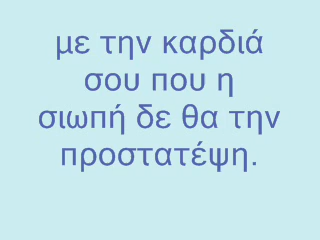 με την καρδιά
σου που η
σιωπή δε θα την
προστατέψη.